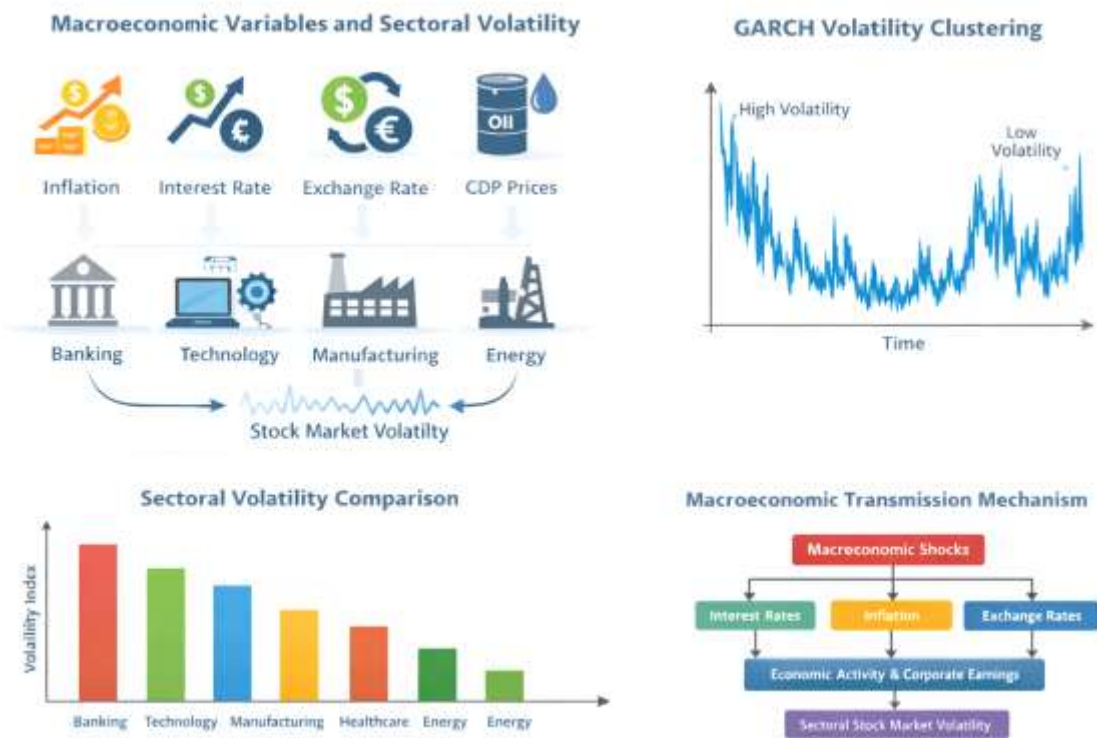 Macroeconomic Variables and Sectoral Volatility
$ $ € $ € OIl
Inflation Interest Rate Exchange Rate CDP Prices
Banking Technology Manufacturing Energy
Stock Market Volatilty
GARCH Volatility Clustering
High Volatility
Low
Volatility
Time
Sectoral Volatility Comparison
Volaility Index
Banking Technology Manufacturing Healthcare Energy Energy
Macroeconomic Transmission Mechanism
Macreconomic Shocks
Interest Rates Inflation Exchange Rates
Economic Activity & Corporate Earnings
Sectoral Stock Market Volatility